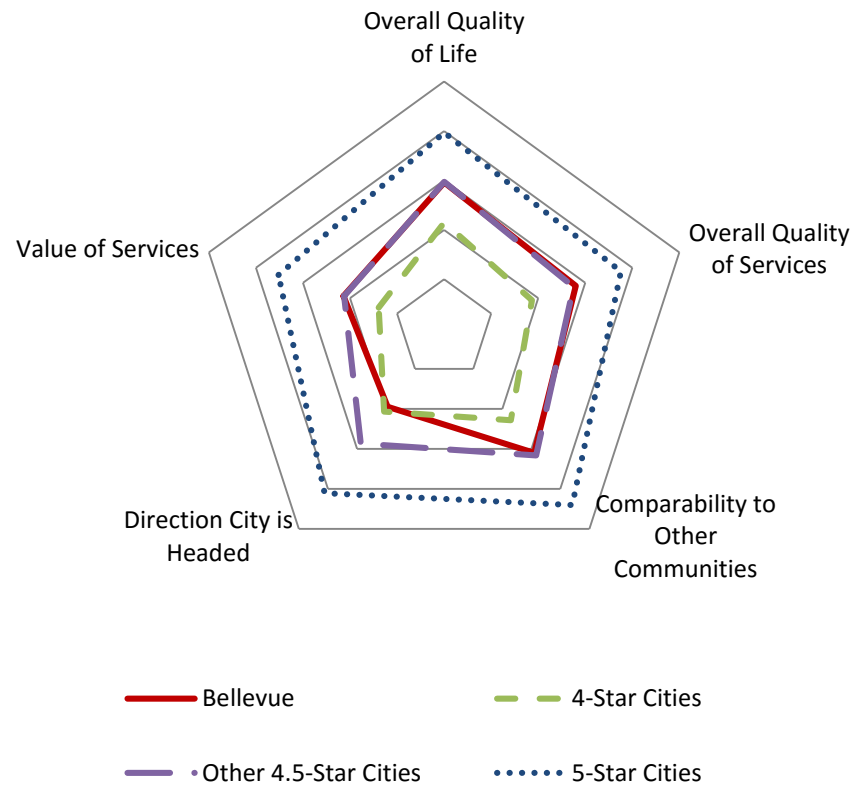 Overall Quality
of Life
Overall Quality
of Services
Value of Services
Comparability to
Other
Communities
Direction City is
Headed
Bellevue
4-Star Cities
Other 4.5-Star Cities
5-Star Cities